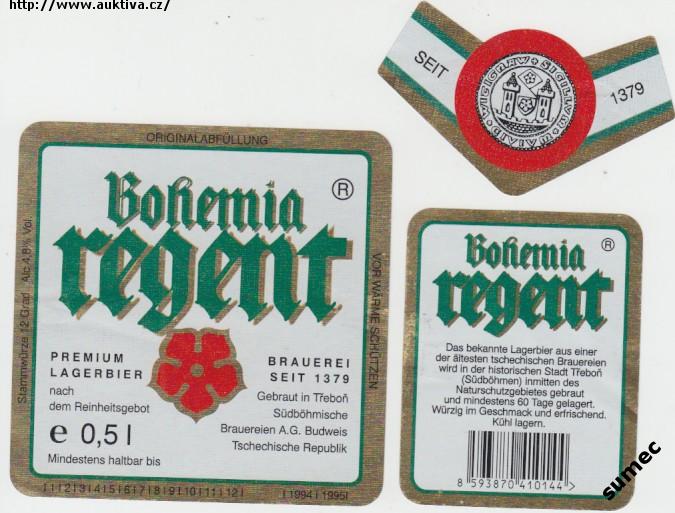 http://www.auktiva.cz/
ORIGINALABFÜLLUNG
Bohemia ®
regent
Stammwürze 12 Grad Alc 4,8% Vol.
VOR WÄRME SCHÜTZEN
PREMIUM
LAGERBIER
nach
dem Reinheitsgebot
e 0,5 l
Mindestens haltbar bis
BRAUEREI
SEIT 1379
Gebraut in Třeboň
Südböhmische
Brauereien A.G. Budweis
Tschechische Republik
I 1 I 2 I 3 I 4 I 5 I 6 I 7 I 8 I 9 I 10 I 11 I 12 I
I 1994 I 1995 I
SEIT
1379
SIGILLVM
Bohemia ®
regent
Das bekannte Lagerbier aus einer
der ältesten tschechischen Brauereien
wird in der historischen Stadt Třeboň
(Südböhmen) inmitten des
Naturschutzgebietes gebraut
und mindestens 60 Tage gelagert.
Würzig im Geschmack und erfrischend.
Kühl lagern.
8 593870 410144 >
sumec